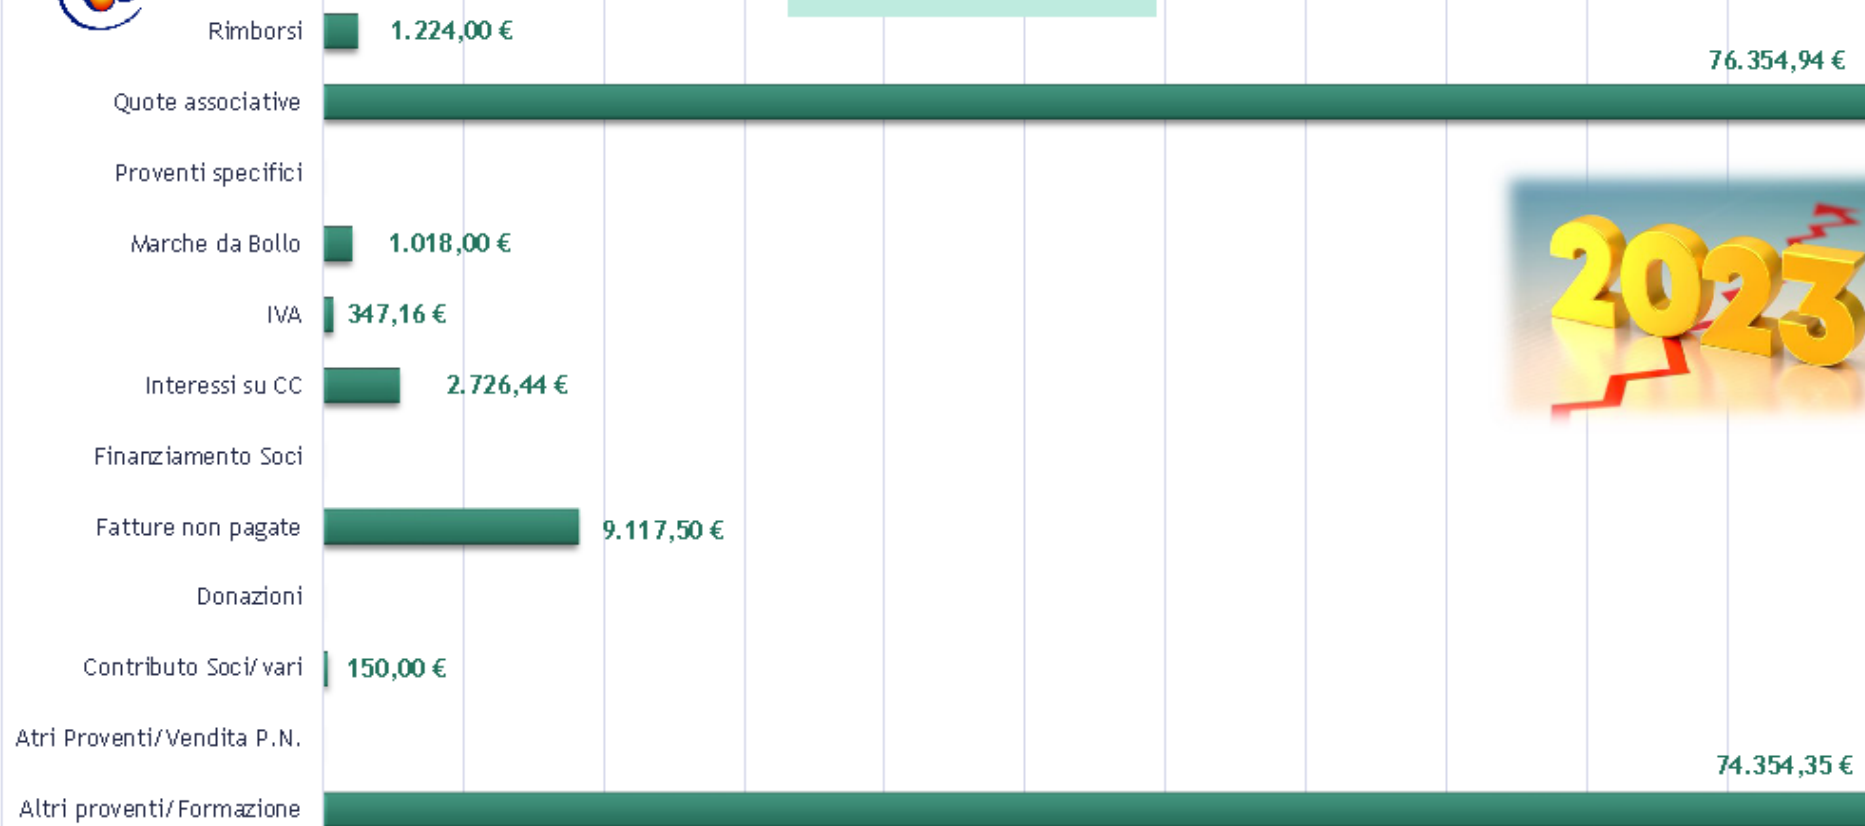 Rimborsi 1.224,00 €
76.354,94 €
Quote associative
Proventi specifici
Marche da Bollo 1.018,00 €
IVA 347,16 €
2023
Interessi su CC 2.726,44 €
Finanziamento Soci
Fatture non pagate 9.117,50 €
Donazioni
Contributo Soci/vari 150,00 €
Atri Proventi/Vendita P.N.
74.354,35 €
Altri proventi/Formazione